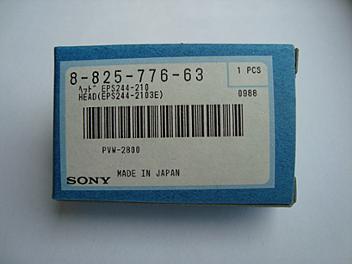 8-825-776-63
1 PCS
ﾍｯﾄﾞ EPS244-210
HEAD(EPS244-2103E)
0988
PVW-2800
SONY
MADE IN JAPAN